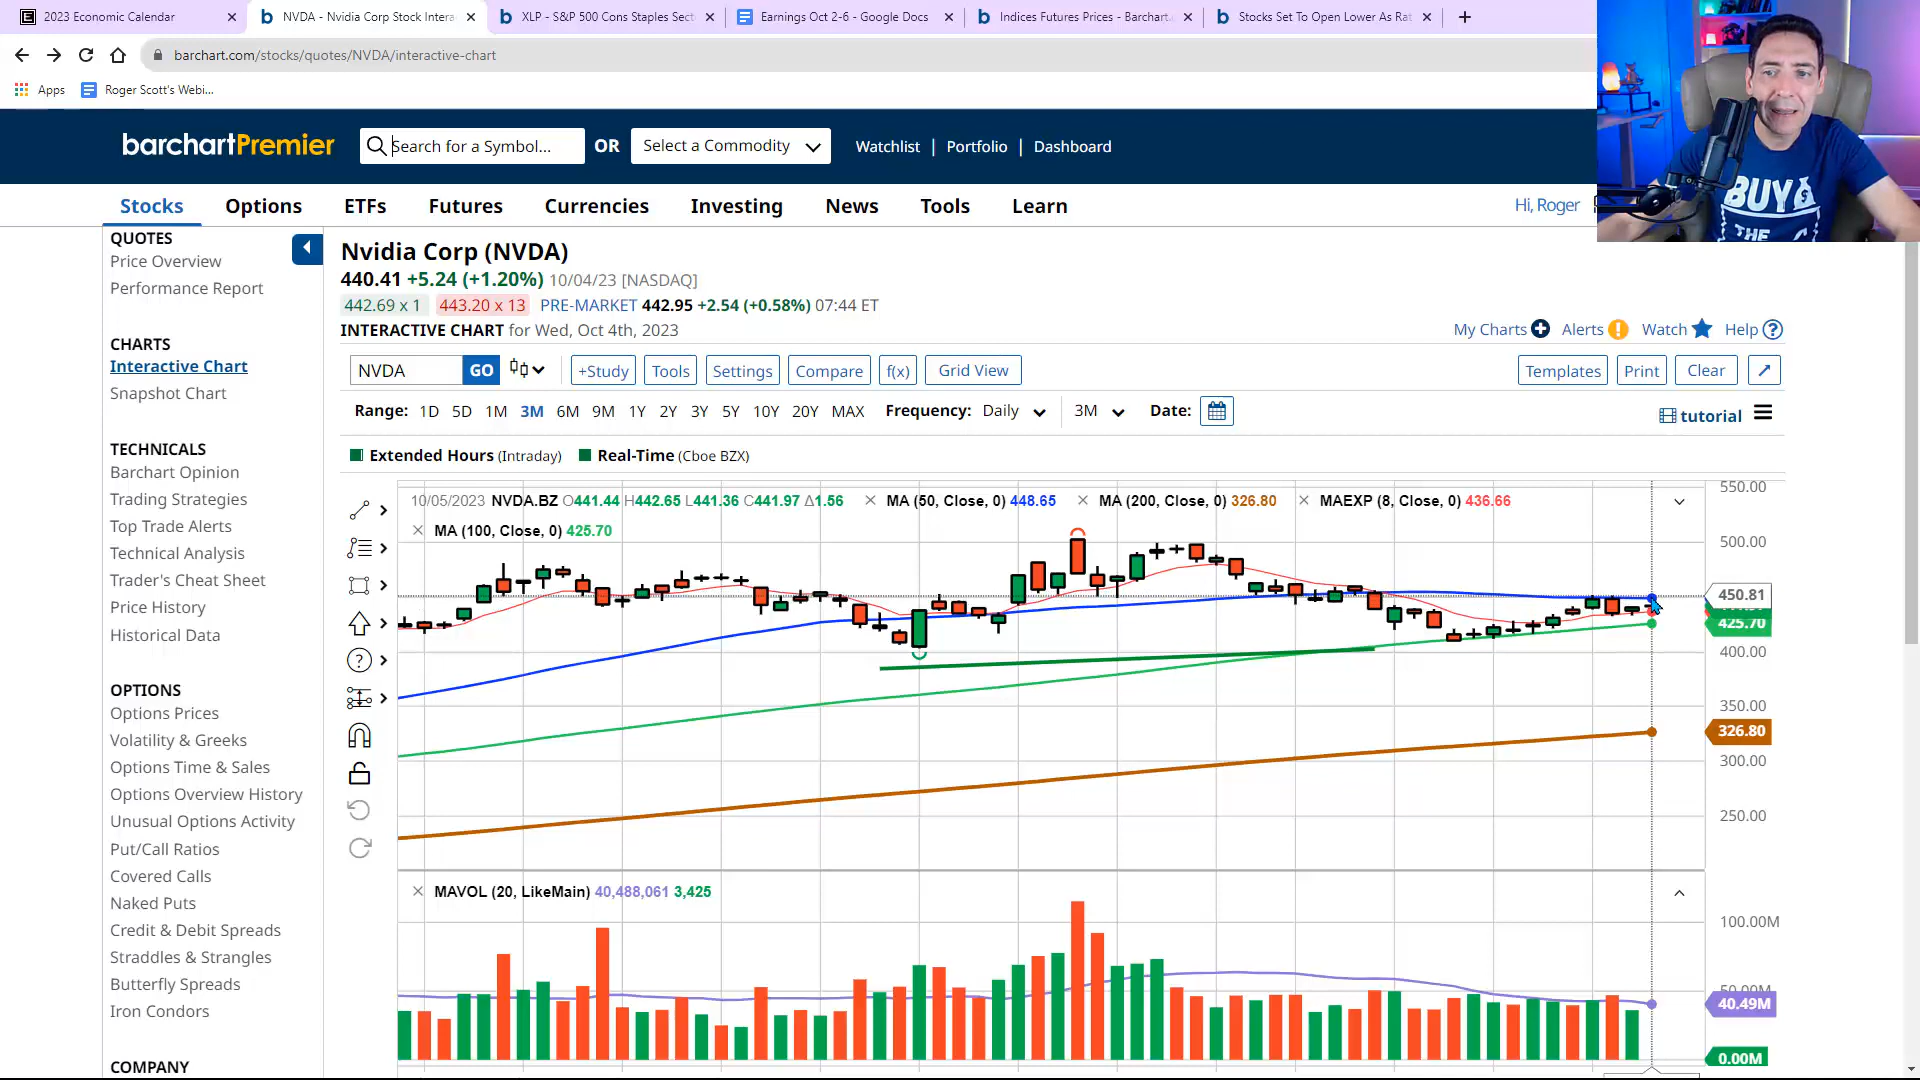 2023 Economic Calendar
NVDA - Nvidia Corp Stock Intera
XLP - S&P 500 Cons Staples Sect
Earnings Oct 2-6 - Google Docs
Indices Futures Prices - Barchart.
Stocks Set To Open Lower As Rat
barchart.com/stocks/quotes/NVDA/interactive-chart
Apps
Roger Scott's Webi...
barchartPremier
Search for a Symbol...
OR
Select a Commodity
Watchlist | Portfolio | Dashboard
BUY
THE
Stocks
Options
ETFs
Futures
Currencies
Investing
News
Tools
Learn
Hi, Roger
QUOTES
Price Overview
Performance Report
CHARTS
Interactive Chart
Snapshot Chart
TECHNICALS
Barchart Opinion
Trading Strategies
Top Trade Alerts
Technical Analysis
Trader's Cheat Sheet
Price History
Historical Data
OPTIONS
Options Prices
Volatility & Greeks
Options Time & Sales
Options Overview History
Unusual Options Activity
Put/Call Ratios
Covered Calls
Naked Puts
Credit & Debit Spreads
Straddles & Strangles
Butterfly Spreads
Iron Condors
COMPANY
Nvidia Corp (NVDA)
440.41 +5.24 (+1.20%) 10/04/23 [NASDAQ]
442.69 x 1 443.20 x 13 PRE-MARKET 442.95 +2.54 (+0.58%) 07:44 ET
INTERACTIVE CHART for Wed, Oct 4th, 2023
My Charts
Alerts
Watch
Help
NVDA
GO
+Study
Tools
Settings
Compare
f(x)
Grid View
Templates
Print
Clear
Range: 1D 5D 1M 3M 6M 9M 1Y 2Y 3Y 5Y 10Y 20Y MAX
Frequency: Daily
3M
Date:
tutorial
Extended Hours (Intraday)
Real-Time (Cboe BZX)
10/05/2023 NVDA.BZ O441.44 H442.65 L441.36 C441.97 Δ1.56
MA (50, Close, 0) 448.65
MA (200, Close, 0) 326.80
MAEXP (8, Close, 0) 436.66
MA (100, Close, 0) 425.70
550.00
500.00
450.81
425.70
400.00
350.00
326.80
300.00
250.00
MAVOL (20, LikeMain) 40,488,061 3,425
100.00M
50.00M
40.49M
0.00M